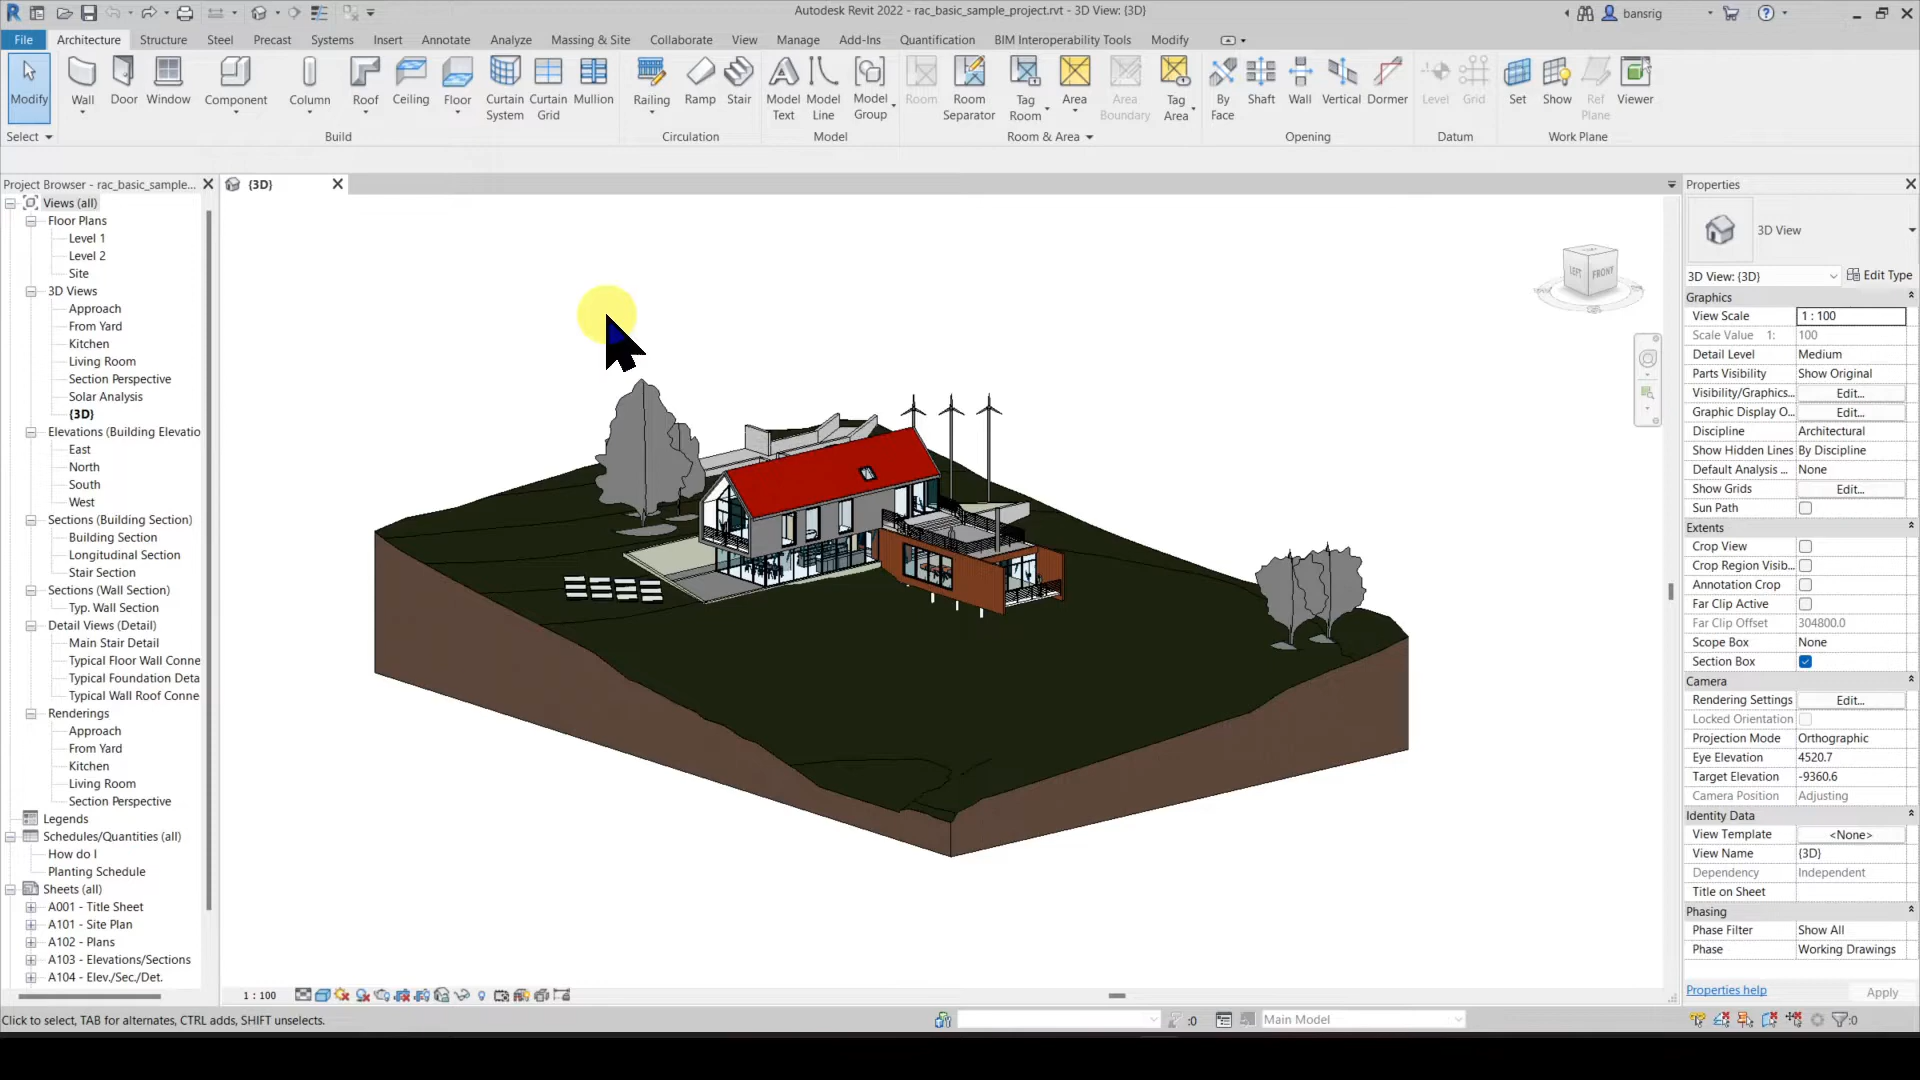 Autodesk Revit 2022 - rac_basic_sample_project.rvt - 3D View: {3D}
bansrig
File Architecture Structure Steel Precast Systems Insert Annotate Analyze Massing & Site Collaborate View Manage Add-Ins Quantification BIM Interoperability Tools Modify
Modify
Wall
Door
Window
Component
Column
Roof
Ceiling
Floor
Curtain System
Curtain Grid
Mullion
Railing
Ramp
Stair
Model Text
Model Line
Model Group
Room
Room Separator
Tag Room
Area
Area Boundary
Tag Area
By Face
Shaft
Wall
Vertical
Dormer
Level
Grid
Set
Show
Ref Plane
Viewer
Select
Build
Circulation
Model
Room & Area
Opening
Datum
Work Plane
Project Browser - rac_basic_sample...
Views (all)
Floor Plans
Level 1
Level 2
Site
3D Views
Approach
From Yard
Kitchen
Living Room
Section Perspective
Solar Analysis
{3D}
Elevations (Building Elevatio
East
North
South
West
Sections (Building Section)
Building Section
Longitudinal Section
Stair Section
Sections (Wall Section)
Typ. Wall Section
Detail Views (Detail)
Main Stair Detail
Typical Floor Wall Conne
Typical Foundation Deta
Typical Wall Roof Conne
Renderings
Approach
From Yard
Kitchen
Living Room
Section Perspective
Legends
Schedules/Quantities (all)
How do I
Planting Schedule
Sheets (all)
A001 - Title Sheet
A101 - Site Plan
A102 - Plans
A103 - Elevations/Sections
A104 - Elev./Sec./Det.
{3D}
LEFT FRONT
1 : 100
Properties
3D View
3D View: {3D} Edit Type
Graphics
View Scale 1 : 100
Scale Value 1: 100
Detail Level Medium
Parts Visibility Show Original
Visibility/Graphics... Edit...
Graphic Display O... Edit...
Discipline Architectural
Show Hidden Lines By Discipline
Default Analysis ... None
Show Grids Edit...
Sun Path
Extents
Crop View
Crop Region Visib...
Annotation Crop
Far Clip Active
Far Clip Offset 304800.0
Scope Box None
Section Box
Camera
Rendering Settings Edit...
Locked Orientation
Projection Mode Orthographic
Eye Elevation 4520.7
Target Elevation -9360.6
Camera Position Adjusting
Identity Data
View Template <None>
View Name {3D}
Dependency Independent
Title on Sheet
Phasing
Phase Filter Show All
Phase Working Drawings
Properties help Apply
Click to select, TAB for alternates, CTRL adds, SHIFT unselects.
:0
Main Model
:0